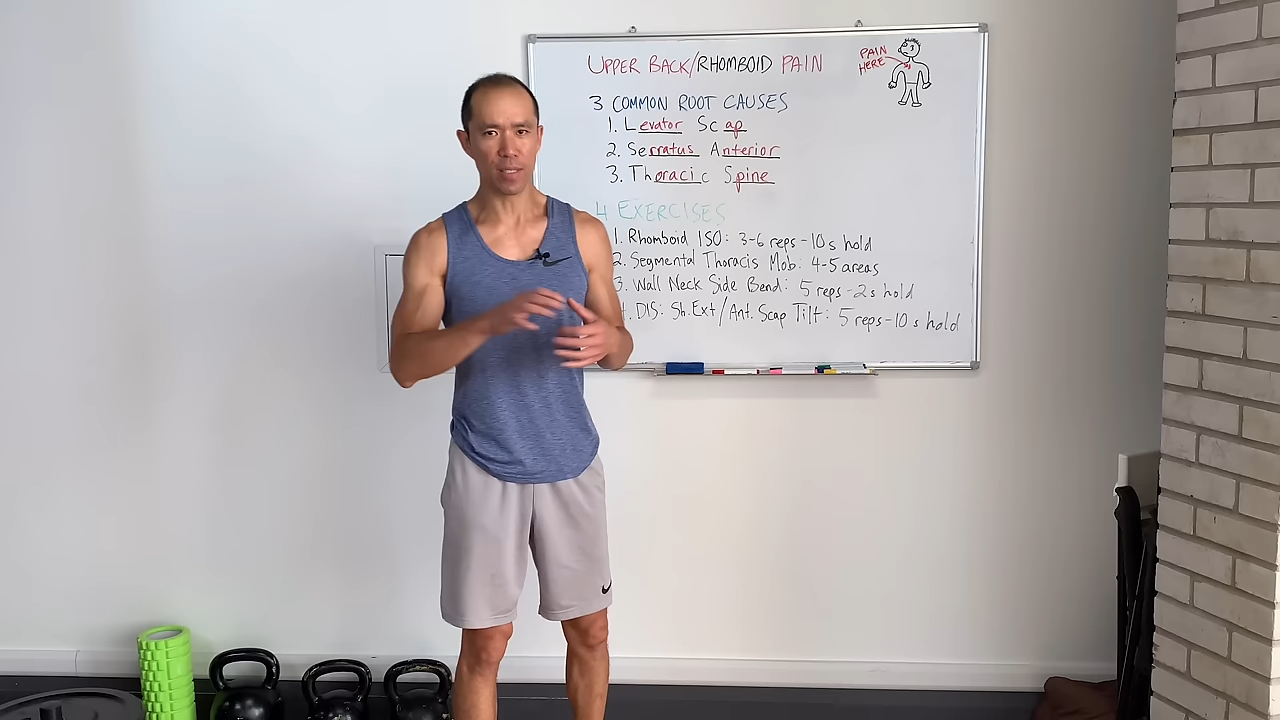 UPPER BACK/RHOMBOID PAIN
PAIN HERE
3 COMMON ROOT CAUSES
1. Levator Scap
2. Serratus Anterior
3. Thoracic Spine
4 EXERCISES
1. Rhomboid ISO: 3-6 reps-10s hold
2. Segmental Thoracis Mob: 4-5 areas
3. Wall Neck Side Bend: 5 reps-2s hold
. DIS: Sh.Ext/Ant. Scap Tilt: 5 reps-10s hold